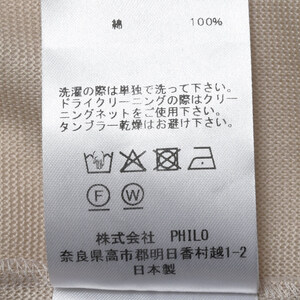 綿 100%
洗濯の際は単独で洗って下さい。
ドライクリーニングの際はクリー
ニングネットをご使用下さい。
タンブラー乾燥はお避け下さい。
F W
株式会社 PHILO
奈良県高市郡明日香村越1-2
日本製